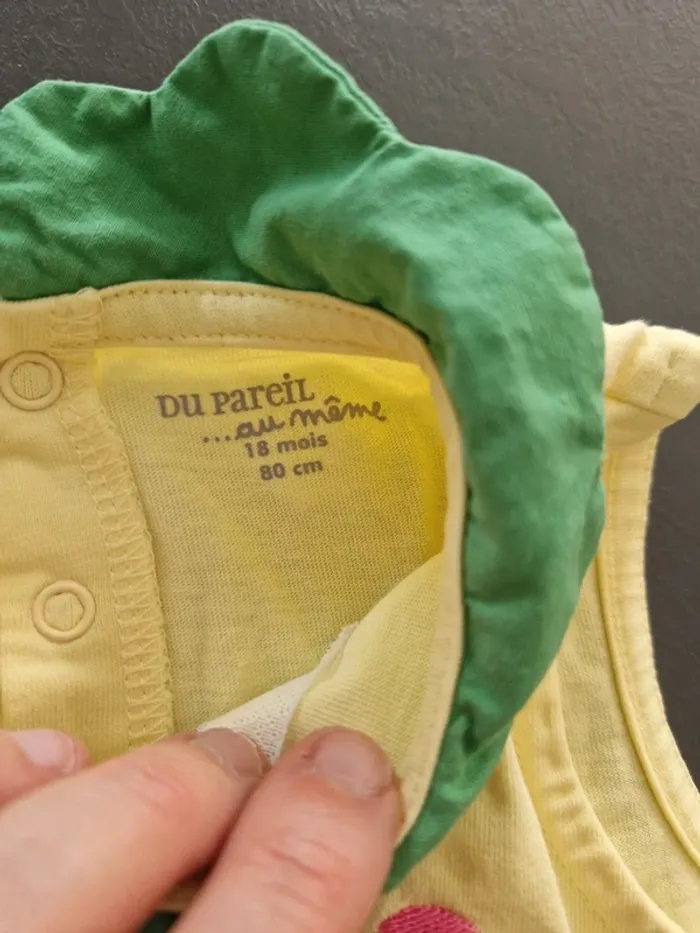 DU PAREIL
...au même
18 mois
80 cm